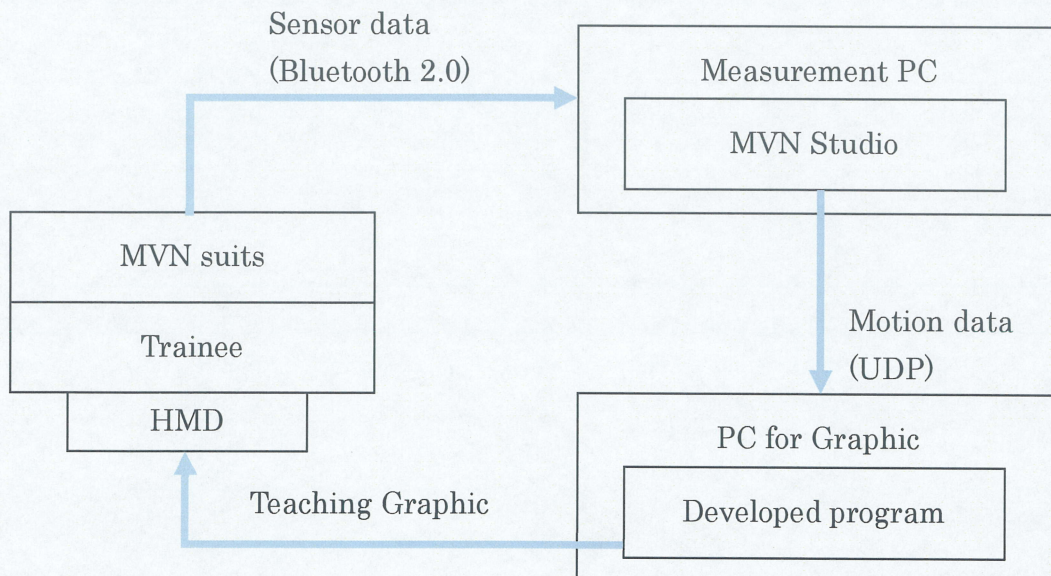 Sensor data
(Bluetooth 2.0)
Measurement PC
MVN Studio
MVN suits
Trainee
HMD
Motion data
(UDP)
PC for Graphic
Developed program
Teaching Graphic